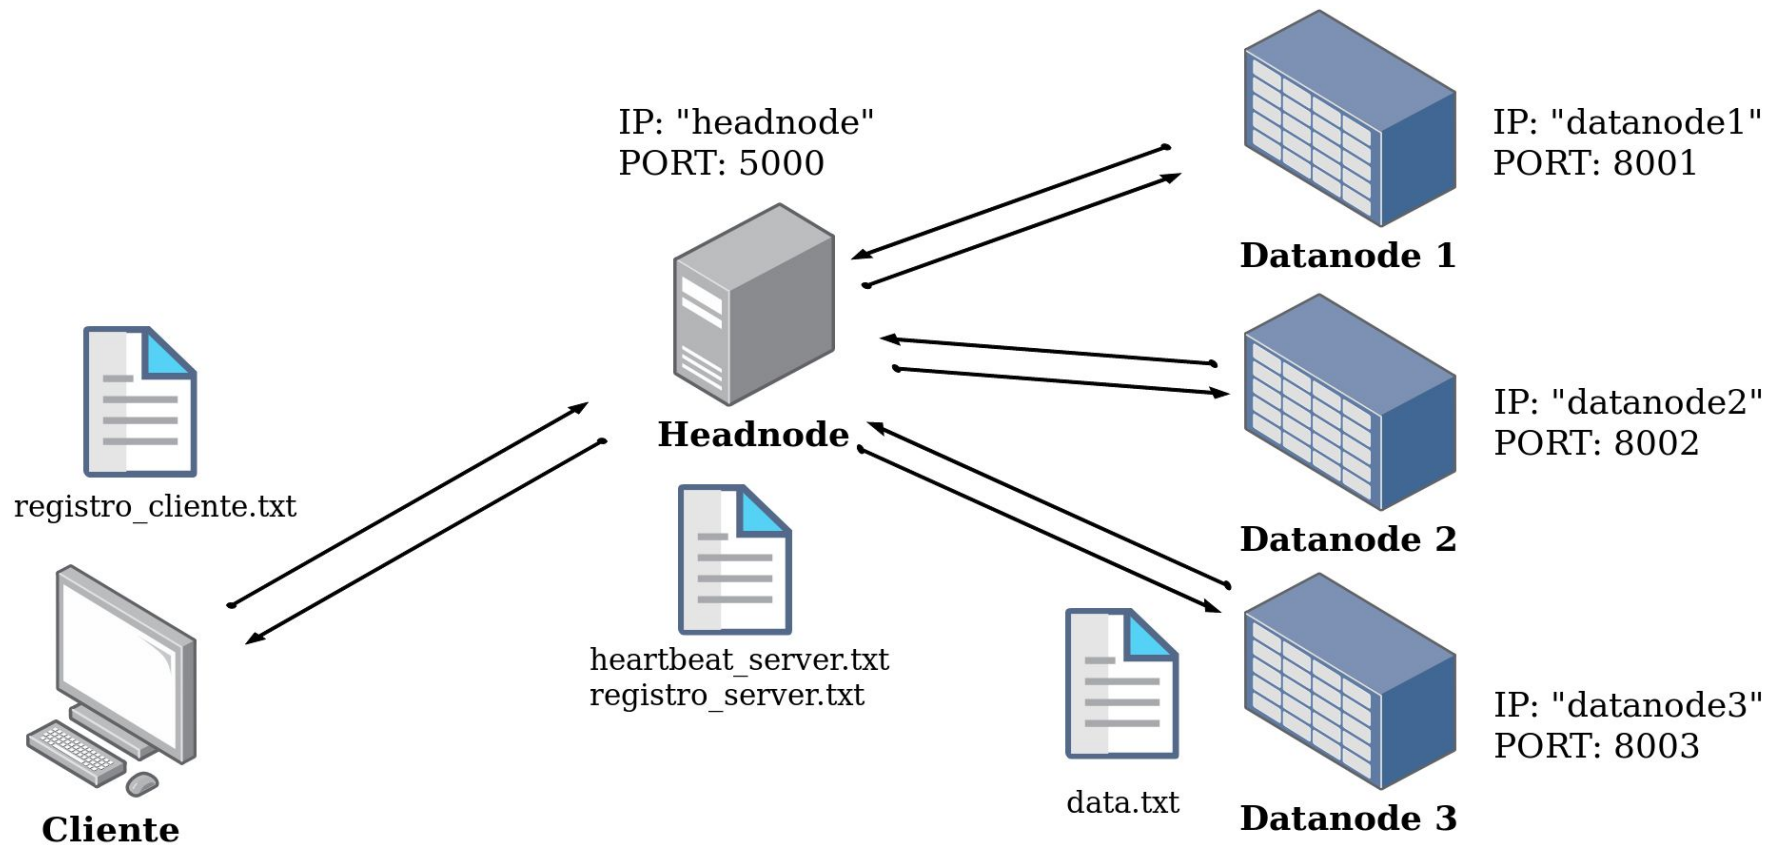 IP: "headnode"
PORT: 5000
Headnode
heartbeat_server.txt
registro_server.txt
registro_cliente.txt
Cliente
IP: "datanode1"
PORT: 8001
Datanode 1
IP: "datanode2"
PORT: 8002
Datanode 2
IP: "datanode3"
PORT: 8003
data.txt
Datanode 3